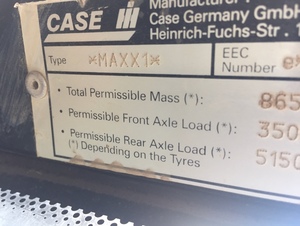 CASE IH
Manufacturer
Case Germany GmbH
Heinrich-Fuchs-Str.
Type *MAXX1*
EEC
Number e*
• Total Permissible Mass (*): 865
• Permissible Front Axle Load (*): 350
• Permissible Rear Axle Load (*): 5150
(*) Depending on the Tyres